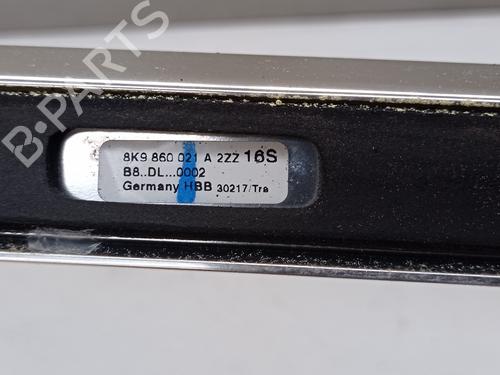 B-PARTS
8K9 860 021 A 2ZZ 16S
B8..DL...0002
Germany HBB 30217/Tra